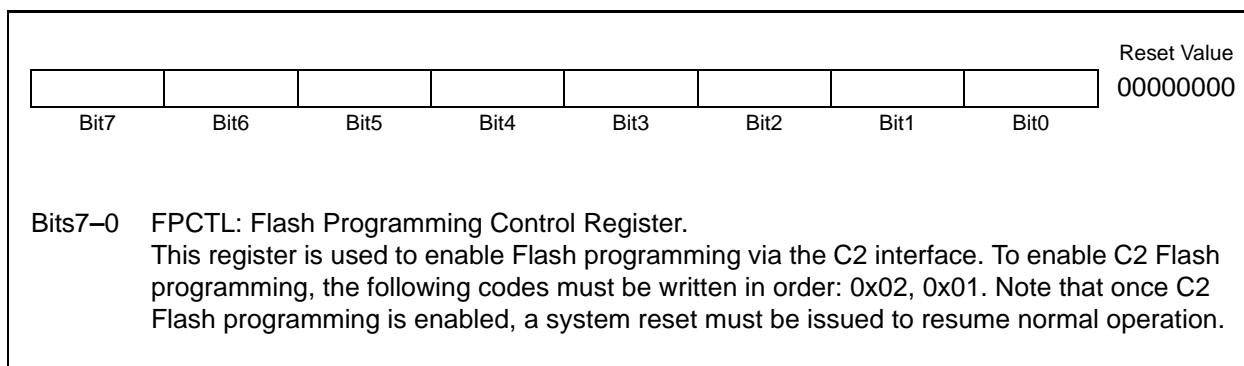 Reset Value
00000000
Bit7 Bit6 Bit5 Bit4 Bit3 Bit2 Bit1 Bit0
Bits7–0 FPCTL: Flash Programming Control Register.
This register is used to enable Flash programming via the C2 interface. To enable C2 Flash
programming, the following codes must be written in order: 0x02, 0x01. Note that once C2
Flash programming is enabled, a system reset must be issued to resume normal operation.